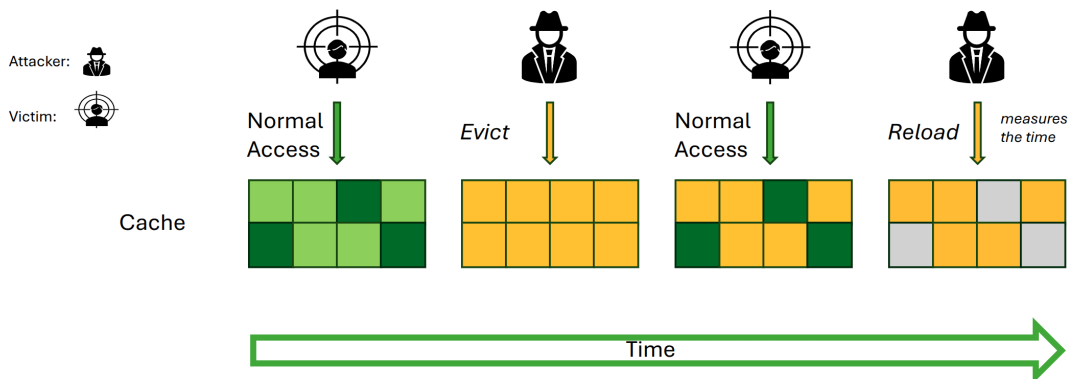 Attacker:
Victim:
Normal
Access
Evict
Normal
Access
Reload
measures
the time
Cache
Time